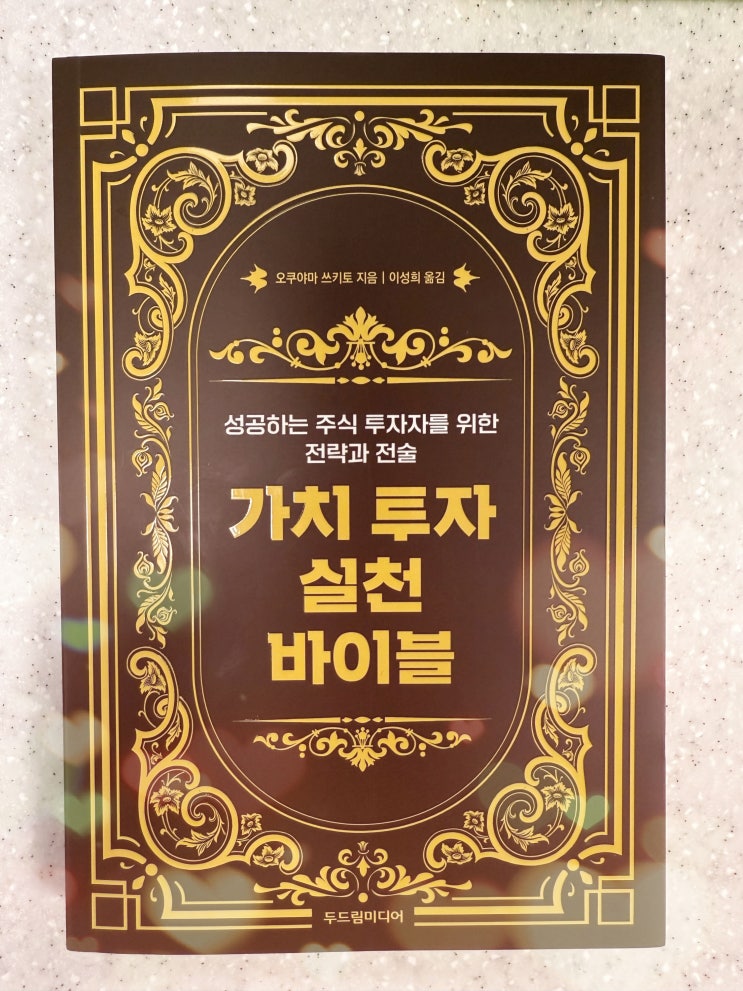 오쿠야마 쓰키토 지음 | 이성희 옮김
성공하는 주식 투자자를 위한
전략과 전술
가치 투자
실천
바이블
두드림미디어